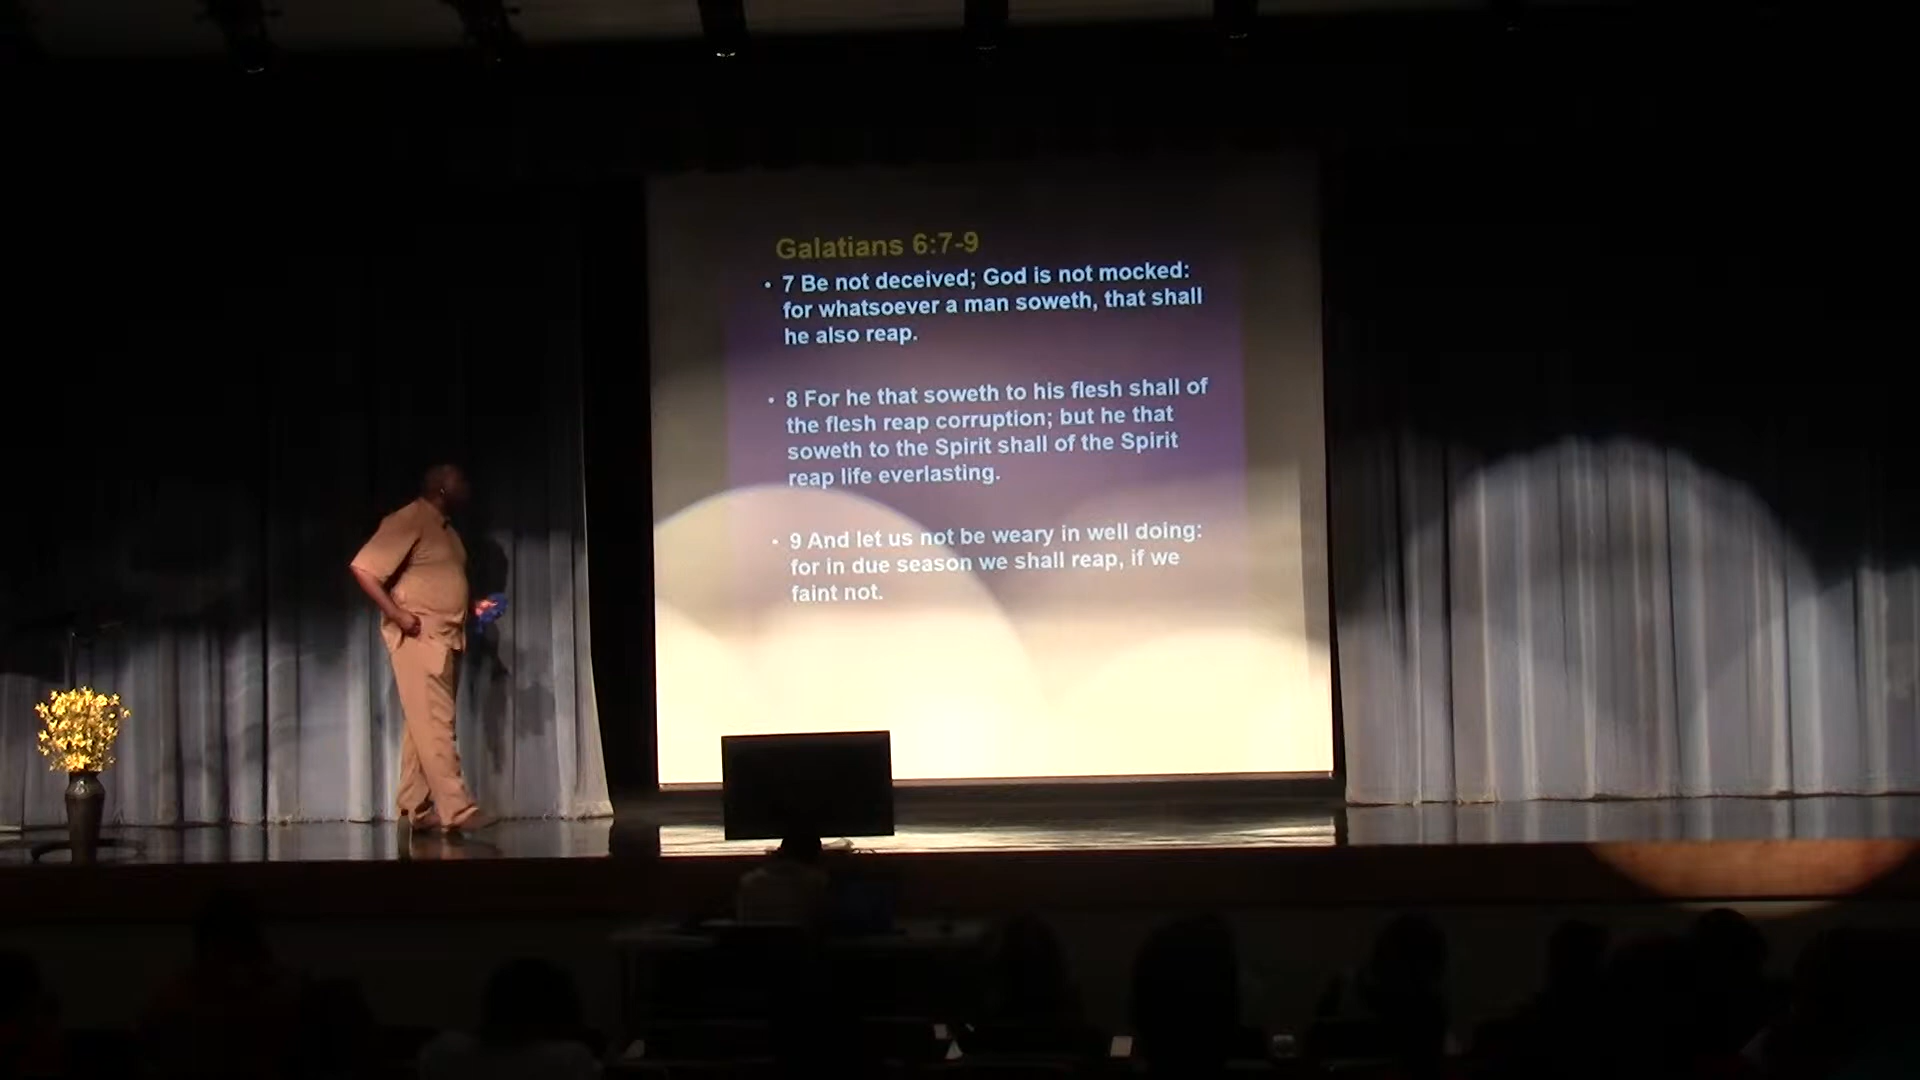 Galatians 6:7-9
• 7 Be not deceived; God is not mocked:
for whatsoever a man soweth, that shall
he also reap.
• 8 For he that soweth to his flesh shall of
the flesh reap corruption; but he that
soweth to the Spirit shall of the Spirit
reap life everlasting.
• 9 And let us not be weary in well doing:
for in due season we shall reap, if we
faint not.